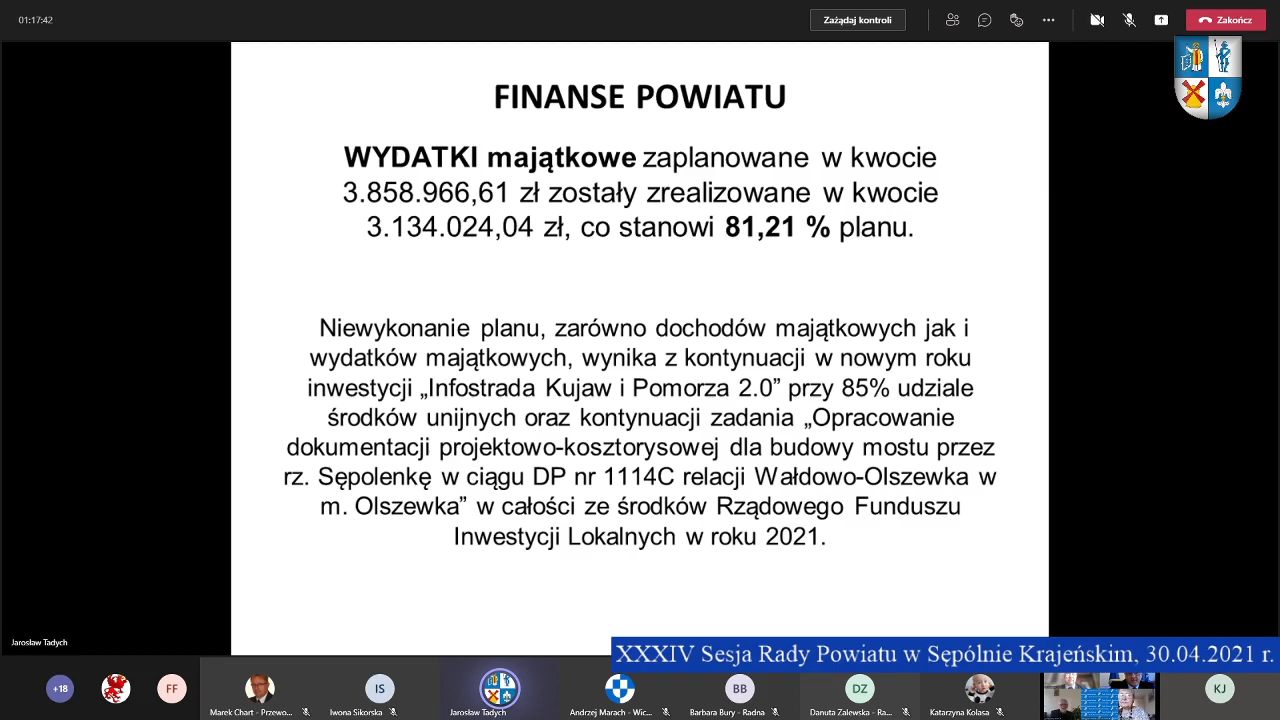 01:17:42
Zażądaj kontroli
Zakończ
FINANSE POWIATU
WYDATKI majątkowe zaplanowane w kwocie
3.858.966,61 zł zostały zrealizowane w kwocie
3.134.024,04 zł, co stanowi 81,21 % planu.
Niewykonanie planu, zarówno dochodów majątkowych jak i
wydatków majątkowych, wynika z kontynuacji w nowym roku
inwestycji „Infostrada Kujaw i Pomorza 2.0” przy 85% udziale
środków unijnych oraz kontynuacji zadania „Opracowanie
dokumentacji projektowo-kosztorysowej dla budowy mostu przez
rz. Sępolenkę w ciągu DP nr 1114C relacji Wałdowo-Olszewka w
m. Olszewka” w całości ze środków Rządowego Funduszu
Inwestycji Lokalnych w roku 2021.
Jarosław Tadych
XXXIV Sesja Rady Powiatu w Sępólnie Krajeńskim, 30.04.2021 r.
+18
FF
IS
BB
DZ
KJ
Marek Chart - Przewo...
Iwona Sikorska
Jarosław Tadych
Andrzej Marach - Wic...
Barbara Bury - Radna
Danuta Zalewska - Ra...
Katarzyna Kolasa